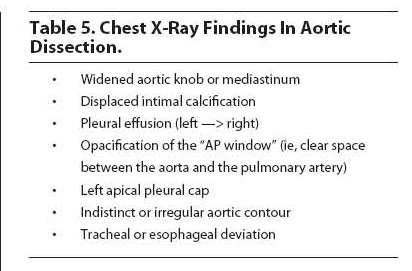 Table 5. Chest X-Ray Findings In Aortic
Dissection.
• Widened aortic knob or mediastinum
• Displaced intimal calcification
• Pleural effusion (left —> right)
• Opacification of the “AP window” (ie, clear space
between the aorta and the pulmonary artery)
• Left apical pleural cap
• Indistinct or irregular aortic contour
• Tracheal or esophageal deviation